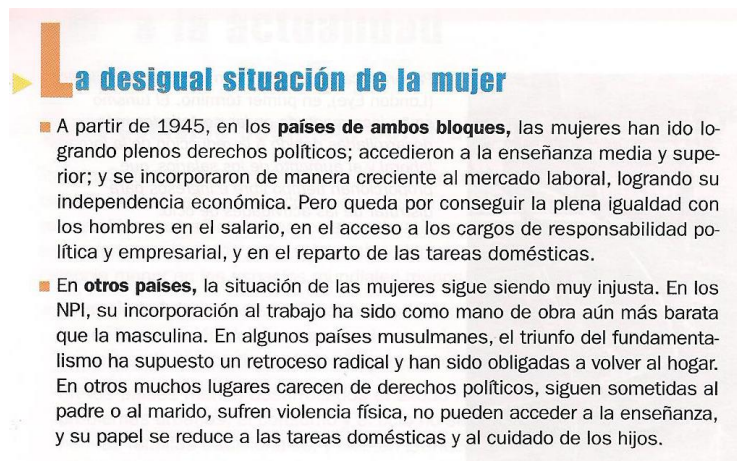 La desigual situación de la mujer
A partir de 1945, en los países de ambos bloques, las mujeres han ido lo-
grando plenos derechos políticos; accedieron a la enseñanza media y supe-
rior; y se incorporaron de manera creciente al mercado laboral, logrando su
independencia económica. Pero queda por conseguir la plena igualdad con
los hombres en el salario, en el acceso a los cargos de responsabilidad po-
lítica y empresarial, y en el reparto de las tareas domésticas.
En otros países, la situación de las mujeres sigue siendo muy injusta. En los
NPI, su incorporación al trabajo ha sido como mano de obra aún más barata
que la masculina. En algunos países musulmanes, el triunfo del fundamenta-
lismo ha supuesto un retroceso radical y han sido obligadas a volver al hogar.
En otros muchos lugares carecen de derechos políticos, siguen sometidas al
padre o al marido, sufren violencia física, no pueden acceder a la enseñanza,
y su papel se reduce a las tareas domésticas y al cuidado de los hijos.